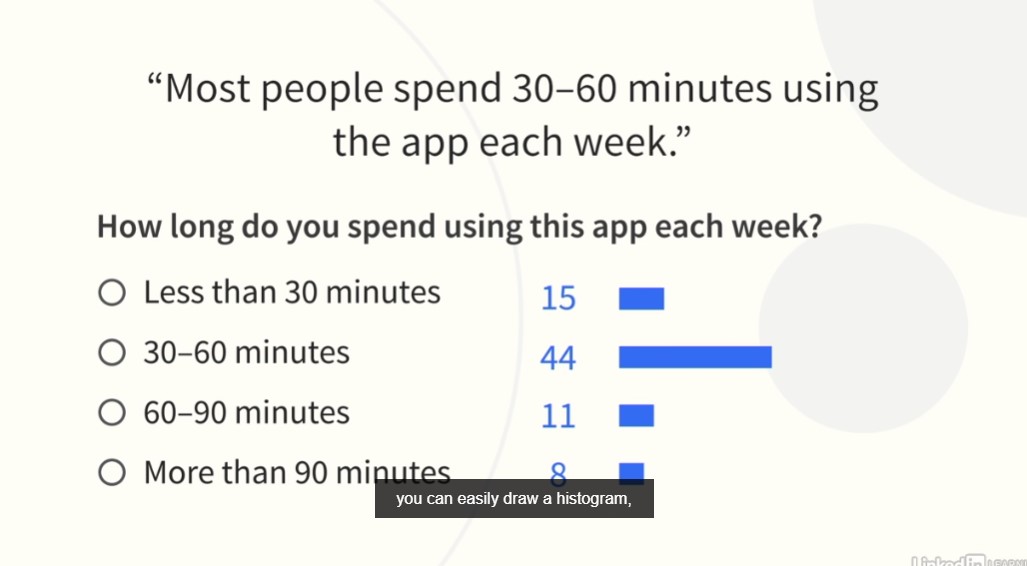 “Most people spend 30–60 minutes using
the app each week.”
How long do you spend using this app each week?
Less than 30 minutes 15
30–60 minutes 44
60–90 minutes 11
More than 90 minutes 8
you can easily draw a histogram,